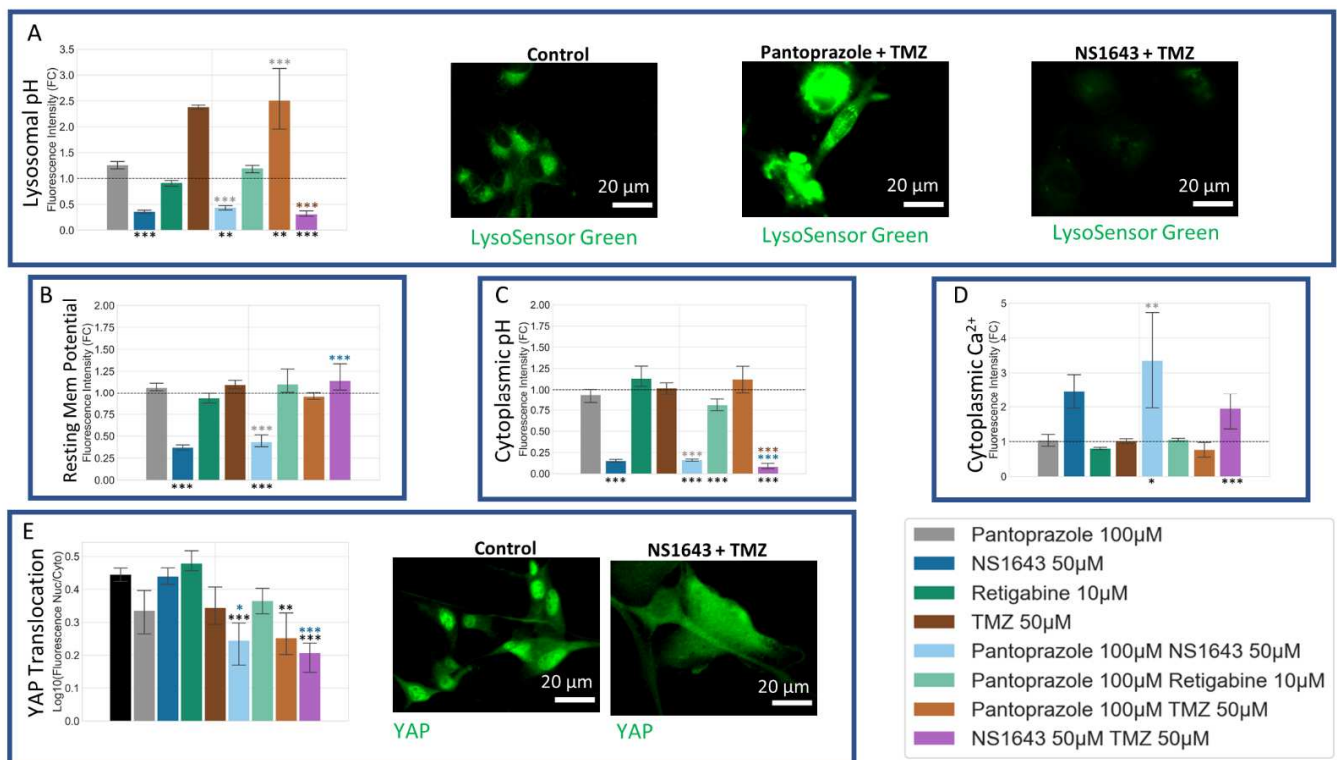 A
Lysosomal pH
Fluorescence Intensity (FC)
3.5
3.0
2.5
2.0
1.5
1.0
0.5
0.0
***
***
***
***
**
**
***
Control
20 µm
LysoSensor Green
Pantoprazole + TMZ
20 µm
LysoSensor Green
NS1643 + TMZ
20 µm
LysoSensor Green
B
Resting Mem Potential
Fluorescence Intensity (FC)
2.00
1.75
1.50
1.25
1.00
0.75
0.50
0.25
0.00
***
***
***
***
C
Cytoplasmic pH
Fluorescence Intensity (FC)
2.00
1.75
1.50
1.25
1.00
0.75
0.50
0.25
0.00
***
***
***
***
***
***
***
D
Cytoplasmic Ca²⁺
Fluorescence Intensity (FC)
5
4
3
2
1
0
**
*
***
E
YAP Translocation
Log10(Fluorescence Nuc/Cyto)
0.5
0.4
0.3
0.2
0.1
0.0
*
***
**
***
***
Control
20 µm
YAP
NS1643 + TMZ
20 µm
YAP
Pantoprazole 100µM
NS1643 50µM
Retigabine 10µM
TMZ 50µM
Pantoprazole 100µM NS1643 50µM
Pantoprazole 100µM Retigabine 10µM
Pantoprazole 100µM TMZ 50µM
NS1643 50µM TMZ 50µM